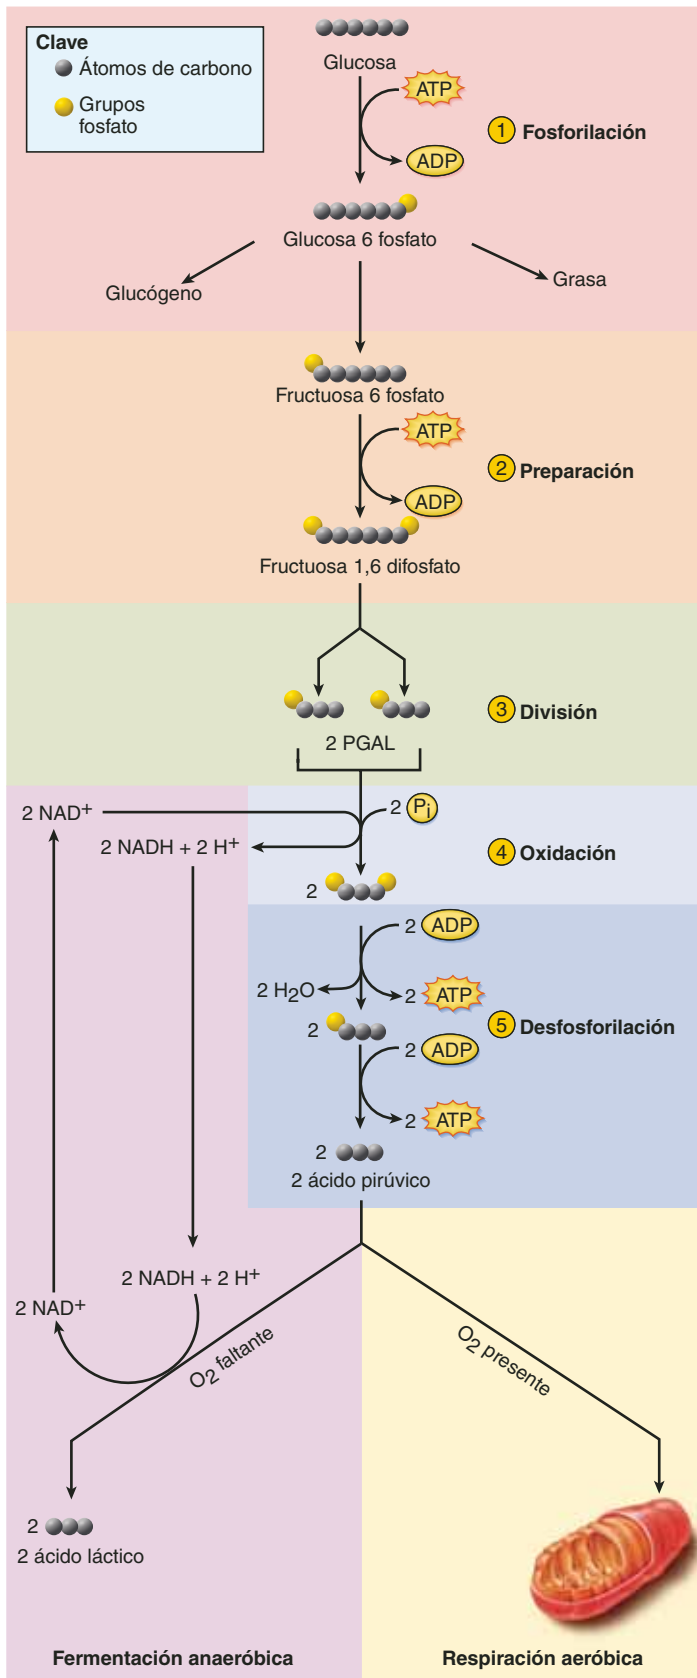 Clave
Átomos de carbono
Grupos
fosfato
Glucosa
ATP
ADP
1 Fosforilación
Glucosa 6 fosfato
Glucógeno
Grasa
Fructuosa 6 fosfato
ATP
ADP
2 Preparación
Fructuosa 1,6 difosfato
3 División
2 PGAL
2 NAD+
2 Pi
2 NADH + 2 H+
4 Oxidación
2
2 ADP
2 H2O
2 ATP
5 Desfosforilación
2
2 ADP
2 ATP
2
2 ácido pirúvico
2 NADH + 2 H+
2 NAD+
O2 faltante
O2 presente
2
2 ácido láctico
Fermentación anaeróbica
Respiración aeróbica